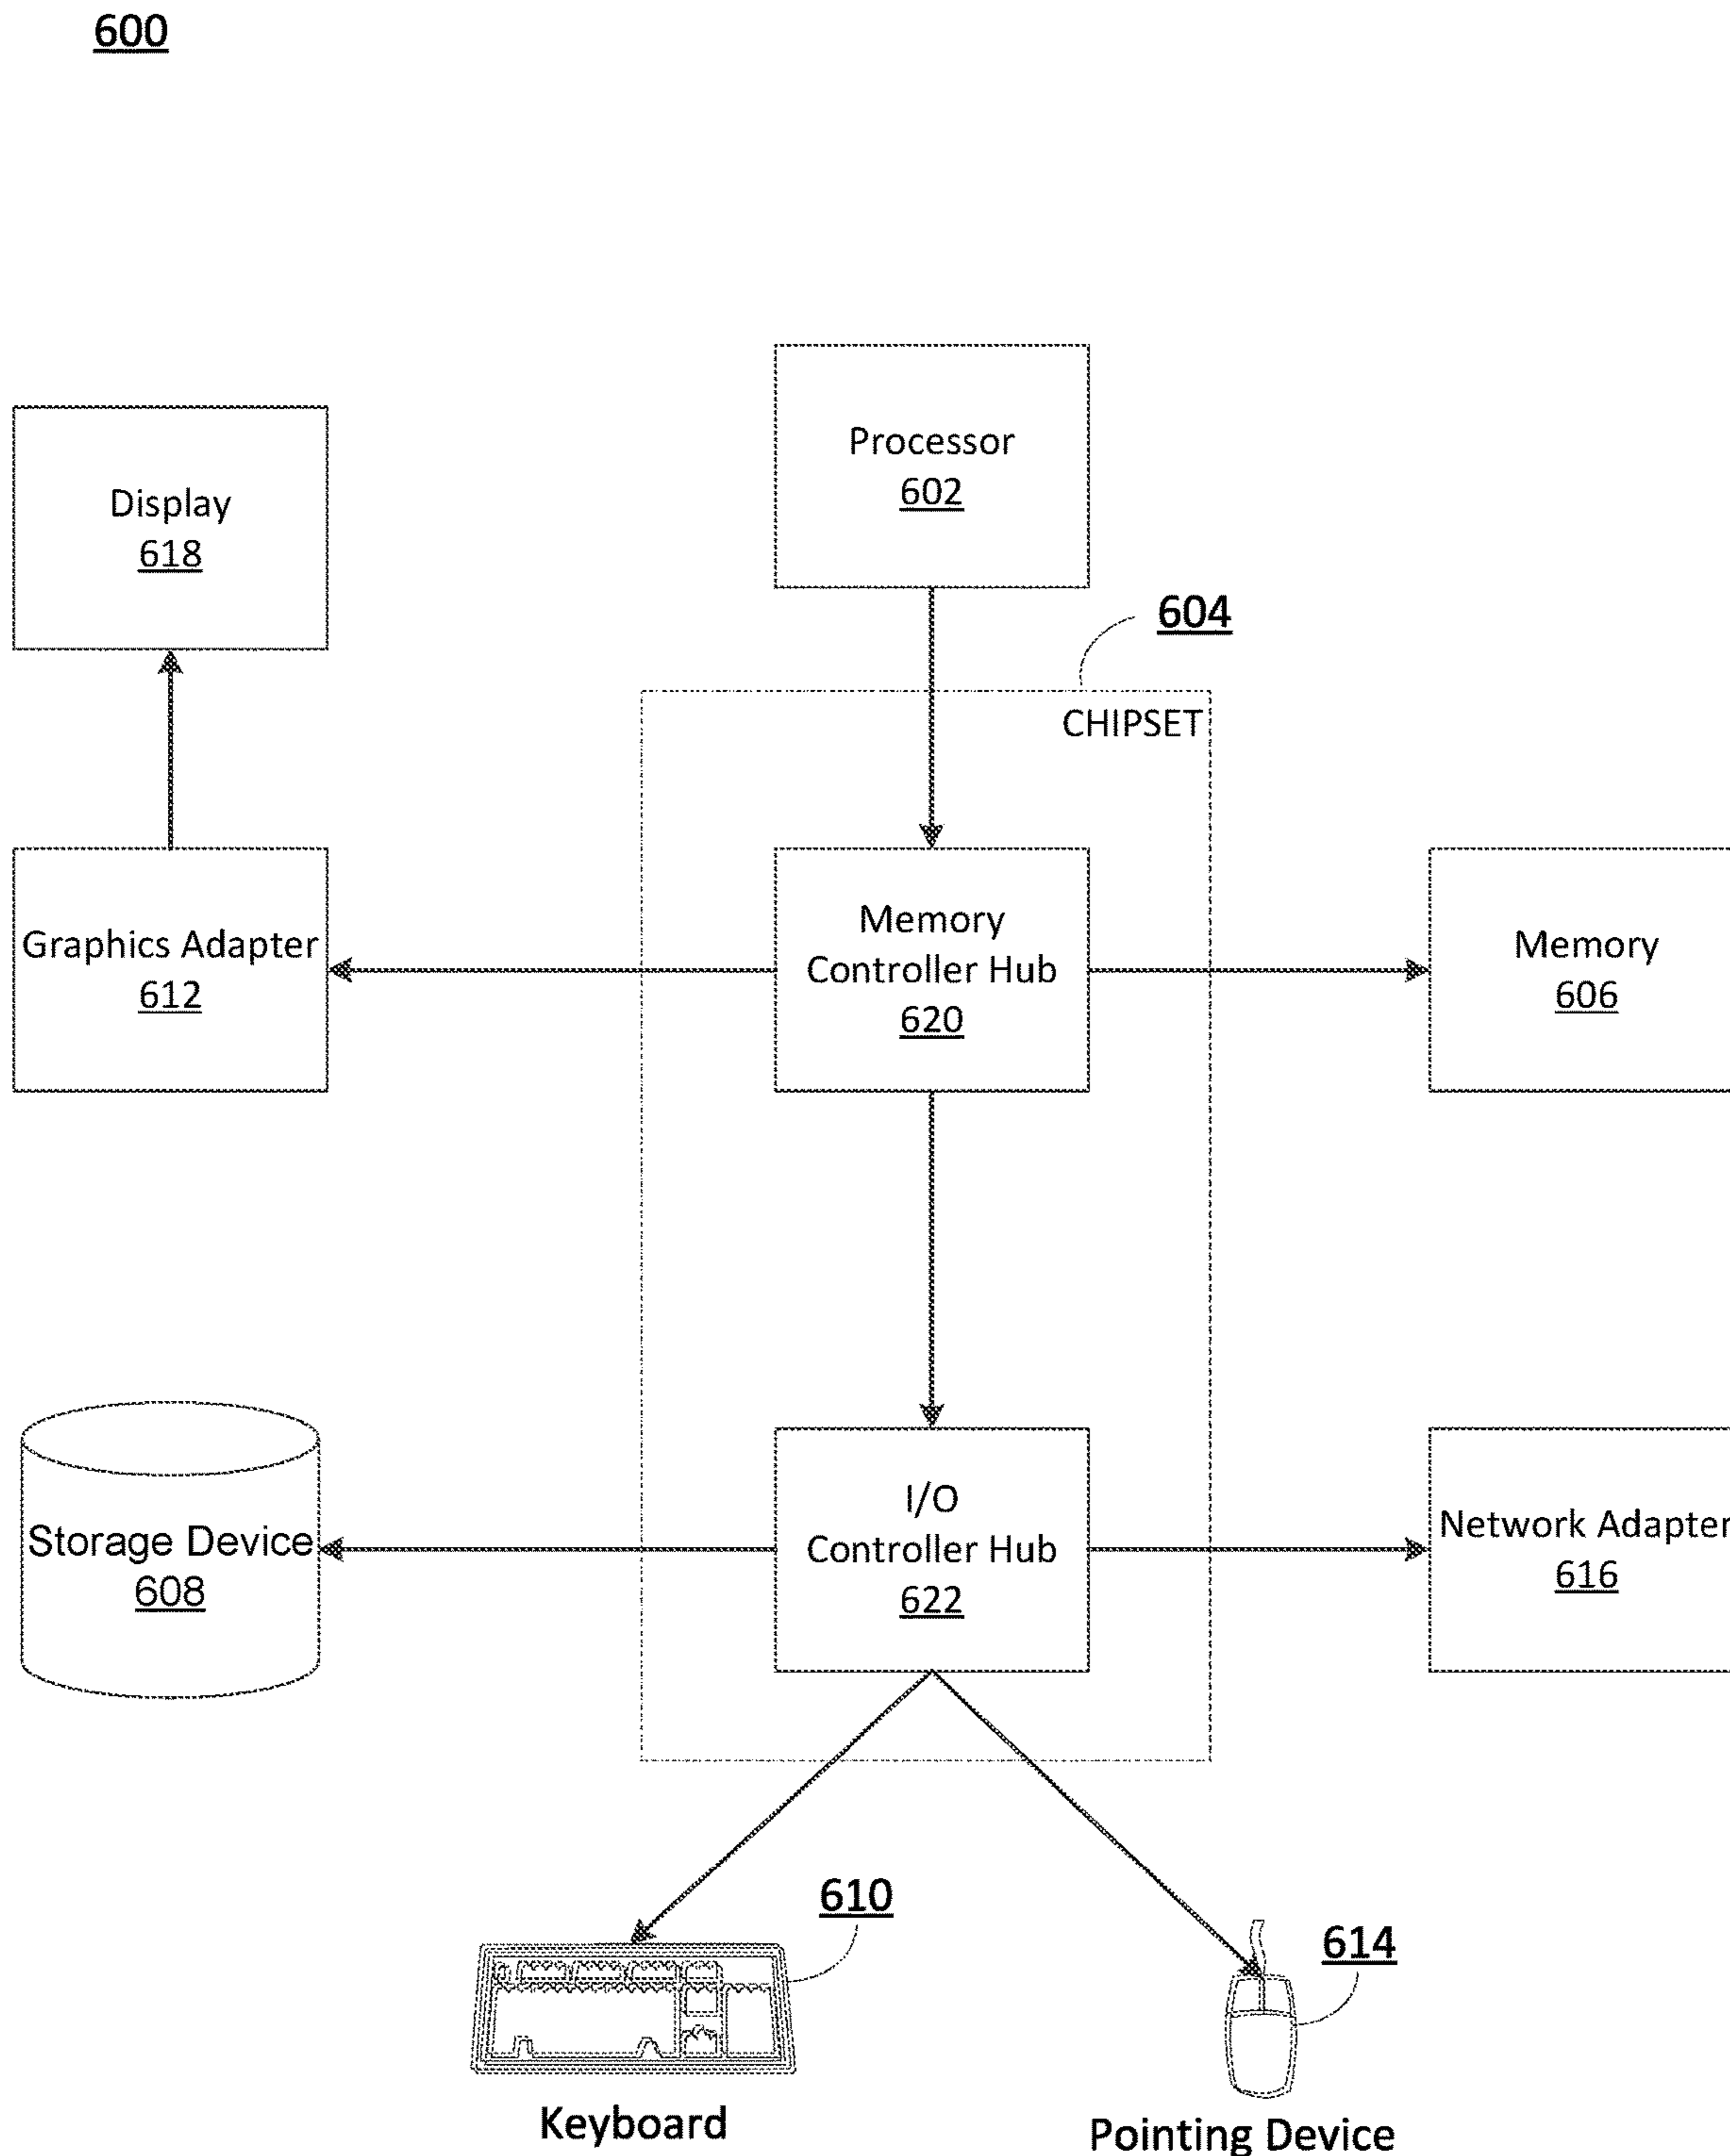 600
Processor
602
Display
618
604
CHIPSET
Memory
Controller Hub
620
Graphics Adapter
612
Memory
606
I/O
Controller Hub
622
Storage Device
608
Network Adapter
616
610
614
Keyboard
Pointing Device